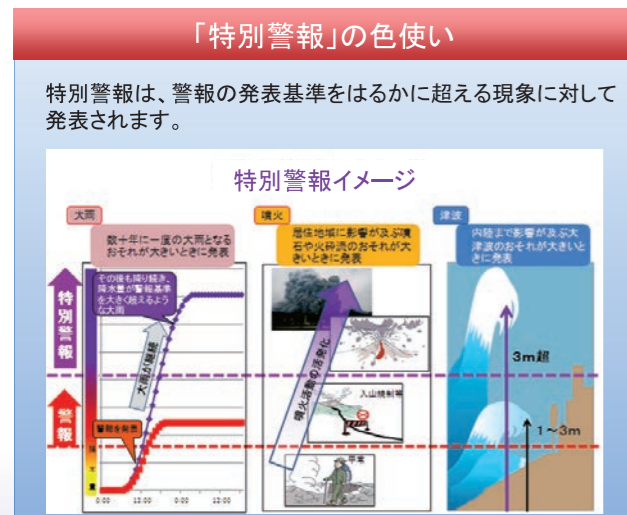 「特別警報」の色使い
特別警報は、警報の発表基準をはるかに超える現象に対して
発表されます。
特別警報イメージ
大雨
数十年に一度の大雨となる
おそれが大きいときに発表
噴火
居住地域に影響が及ぶ噴
石や火砕流のおそれが大
きいときに発表
津波
内陸まで影響が及ぶ大
津波のおそれが大きいと
きに発表
特別警報
警報
その後も降り続き、
降水量が警報基準
を大きく超えるよう
な大雨
大雨が継続
警報を発表
水
量
0:00 12:00 0:00 12:00
噴火活動の活発化
入山規制等
平常
3m超
1～3m